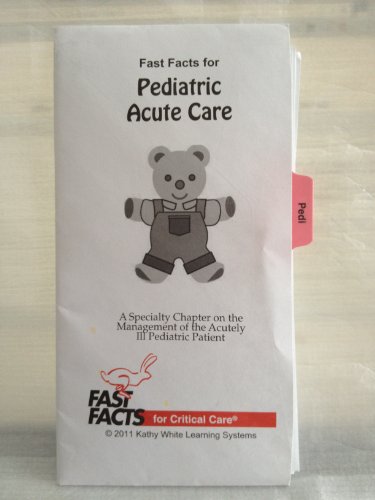 Fast Facts for
Pediatric
Acute Care
Pedi
A Specialty Chapter on the
Management of the Acutely
Ill Pediatric Patient
FAST
FACTS
for Critical Care®
© 2011 Kathy White Learning Systems